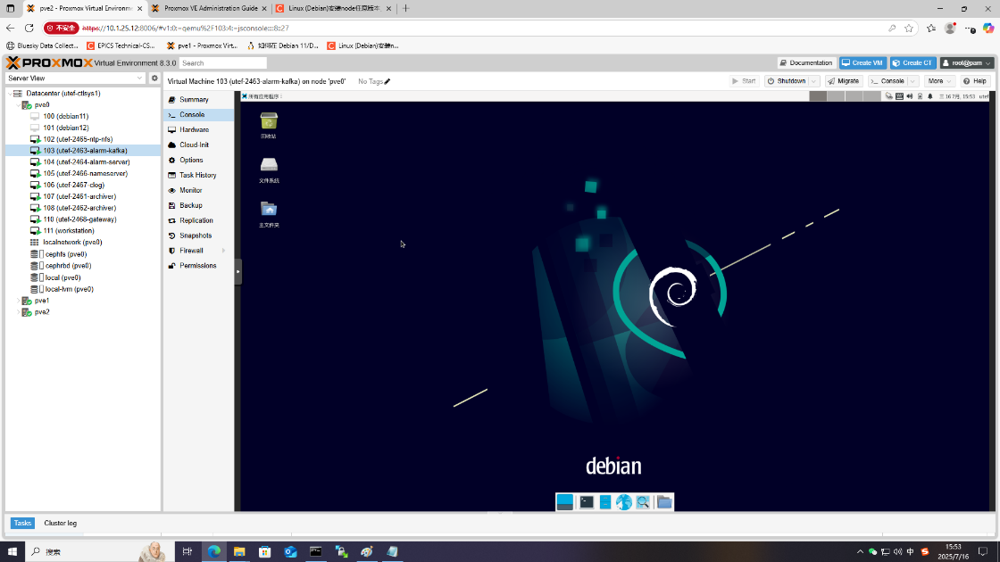 pve2 - Proxmox Virtual Environm
Proxmox VE Administration Guide
Linux (Debian)安装node任意版本
不安全
https://10.1.25.12:8006/#v1:0:=qemu%2F103:4:=jsconsole::::8::27
Bluesky Data Collect...
EPICS Technical-CS...
pve1 - Proxmox Virt...
如何在 Debian 11/D...
Linux (Debian)安装n...
PROXMOX
Virtual Environment 8.3.0
Search
Documentation
Create VM
Create CT
root@pam
Server View
Virtual Machine 103 (utef-2463-alarm-kafka) on node 'pve0'
No Tags
Start
Shutdown
Migrate
Console
More
Help
Datacenter (utef-ctlsys1)
pve0
100 (debian11)
101 (debian12)
102 (utef-2465-ntp-nfs)
103 (utef-2463-alarm-kafka)
104 (utef-2464-alarm-server)
105 (utef-2466-nameserver)
106 (utef-2467-clog)
107 (utef-2461-archiver)
108 (utef-2462-archiver)
110 (utef-2468-gateway)
111 (workstation)
localnetwork (pve0)
cephfs (pve0)
cephrbd (pve0)
local (pve0)
local-lvm (pve0)
pve1
pve2
Summary
Console
Hardware
Cloud-Init
Options
Task History
Monitor
Backup
Replication
Snapshots
Firewall
Permissions
所有应用程序
三 16 7月, 15:53
utef
回收站
文件系统
主文件夹
debian
Tasks
Cluster log
搜索
中
15:53
2025/7/16